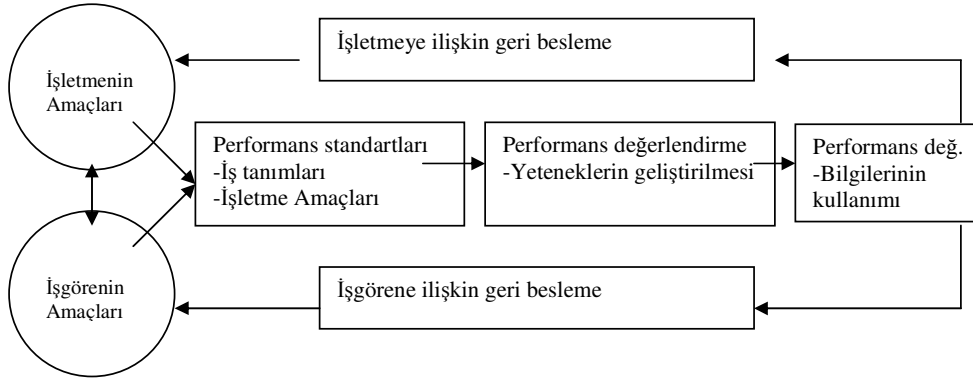 İşletmeye ilişkin geri besleme
İşletmenin
Amaçları
Performans standartları
-İş tanımları
-İşletme Amaçları
Performans değerlendirme
-Yeteneklerin geliştirilmesi
Performans değ.
-Bilgilerinin
kullanımı
İşgörenin
Amaçları
İşgörene ilişkin geri besleme